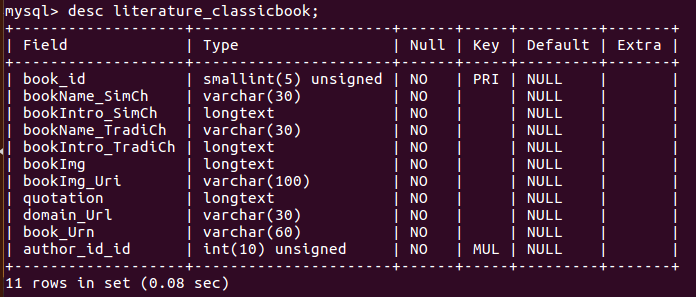 mysql> desc literature_classicbook;
+-------------------+----------------------+------+-----+---------+-------+
| Field             | Type                 | Null | Key | Default | Extra |
+-------------------+----------------------+------+-----+---------+-------+
| book_id           | smallint(5) unsigned | NO   | PRI | NULL    |       |
| bookName_SimCh    | varchar(30)          | NO   |     | NULL    |       |
| bookIntro_SimCh   | longtext             | NO   |     | NULL    |       |
| bookName_TradiCh  | varchar(30)          | NO   |     | NULL    |       |
| bookIntro_TradiCh | longtext             | NO   |     | NULL    |       |
| bookImg           | longtext             | NO   |     | NULL    |       |
| bookImg_Uri       | varchar(100)         | NO   |     | NULL    |       |
| quotation         | longtext             | NO   |     | NULL    |       |
| domain_Url        | varchar(30)          | NO   |     | NULL    |       |
| book_Urn          | varchar(60)          | NO   |     | NULL    |       |
| author_id_id      | int(10) unsigned     | NO   | MUL | NULL    |       |
+-------------------+----------------------+------+-----+---------+-------+
11 rows in set (0.08 sec)